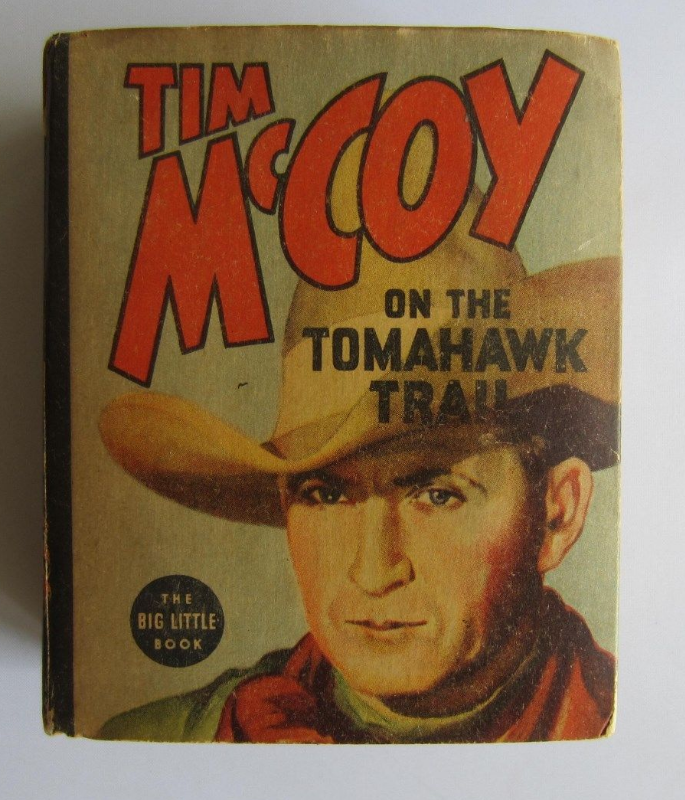 TIM
McCOY
ON THE
TOMAHAWK
TRAIL
THE
BIG LITTLE
BOOK